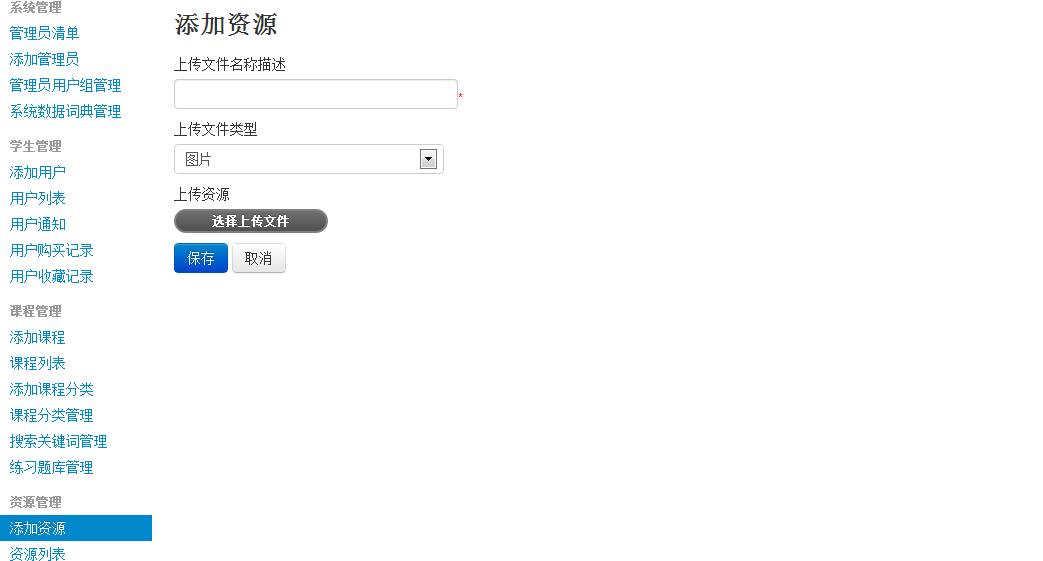 系统管理
管理员清单
添加管理员
管理员用户组管理
系统数据词典管理
学生管理
添加用户
用户列表
用户通知
用户购买记录
用户收藏记录
课程管理
添加课程
课程列表
添加课程分类
课程分类管理
搜索关键词管理
练习题库管理
资源管理
添加资源
资源列表
添加资源
上传文件名称描述
*
上传文件类型
图片
上传资源
选择上传文件
保存 取消